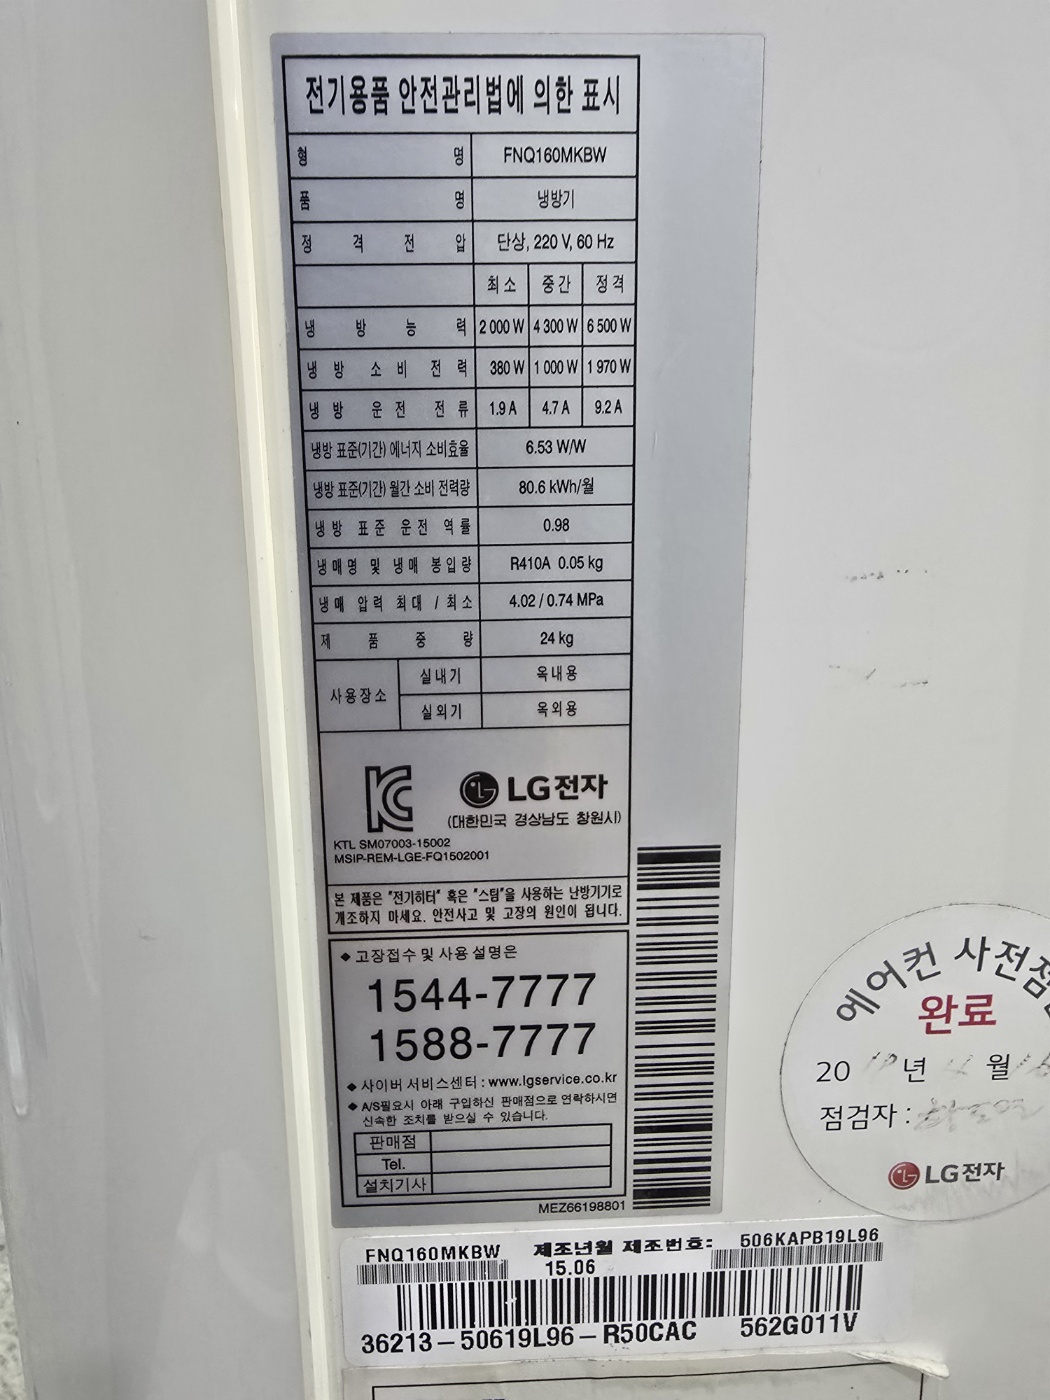 전기용품 안전관리법에 의한 표시
형 명 FNQ160MKBW
품 명 냉방기
정 격 전 압 단상, 220 V, 60 Hz
최소 중간 정격
냉 방 능 력 2 000 W 4 300 W 6 500 W
냉 방 소 비 전 력 380 W 1 000 W 1 970 W
냉 방 운 전 전 류 1.9 A 4.7 A 9.2 A
냉방 표준(기간) 에너지 소비효율 6.53 W/W
냉방 표준(기간) 월간 소비 전력량 80.6 kWh/월
냉 방 표 준 운 전 역 률 0.98
냉 매 명 및 냉 매 봉 입 량 R410A 0.05 kg
냉 매 압 력 최 대 / 최 소 4.02 / 0.74 MPa
제 품 중 량 24 kg
사용장소 실내기 옥내용
실외기 옥외용
LG전자
(대한민국 경상남도 창원시)
KTL SM07003-15002
MSIP-REM-LGE-FQ1502001
본 제품은 "전기히터" 혹은 "스팀"을 사용하는 난방기기로
개조하지 마세요. 안전사고 및 고장의 원인이 됩니다.
◆ 고장접수 및 사용 설명은
1544-7777
1588-7777
◆ 사이버 서비스센터 : www.lgservice.co.kr
◆ A/S필요시 아래 구입하신 판매점으로 연락하시면
신속한 조치를 받으실 수 있습니다.
판매점
Tel.
설치기사
MEZ66198801
에어컨 사전점
완료
20 년 월
점검자 :
LG전자
FNQ160MKBW 제조년월 제조번호: 506KAPB19L96
15.06
36213-50619L96-R50CAC 562G011V